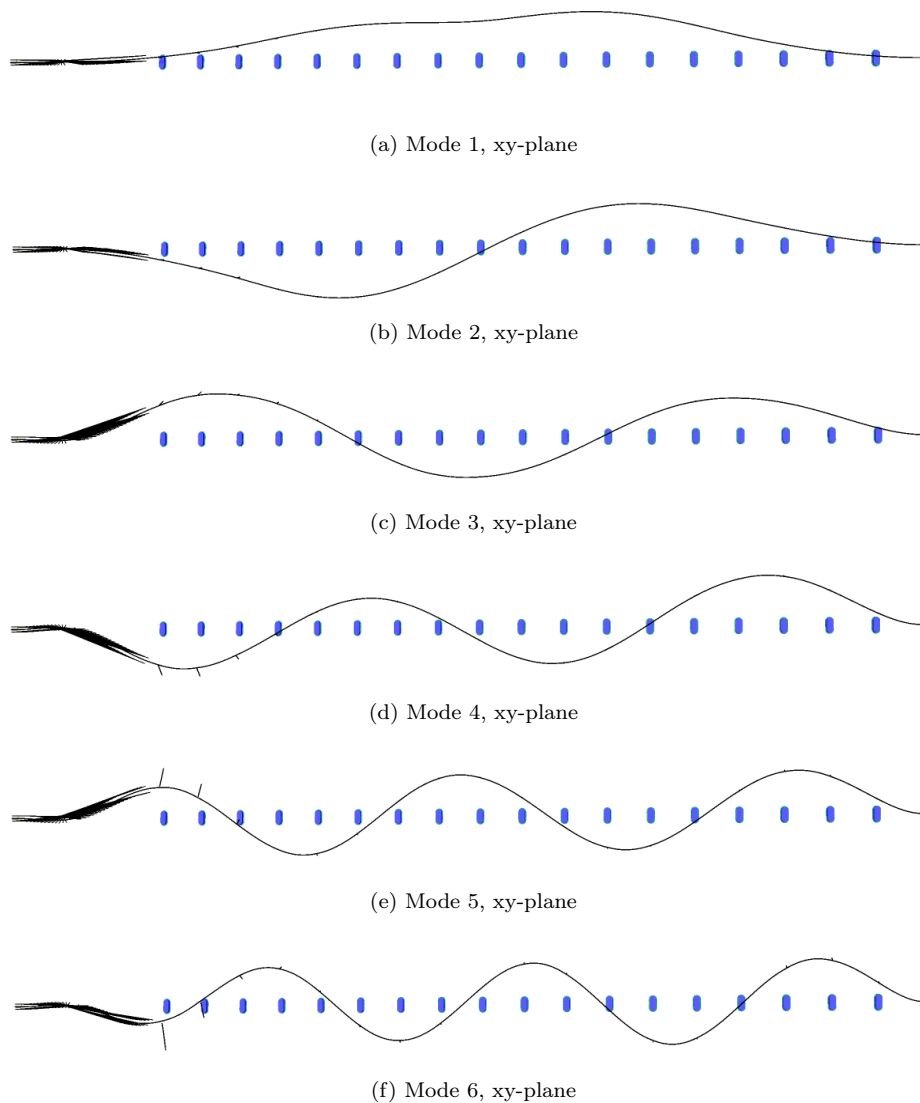 (a) Mode 1, xy-plane
(b) Mode 2, xy-plane
(c) Mode 3, xy-plane
(d) Mode 4, xy-plane
(e) Mode 5, xy-plane
(f) Mode 6, xy-plane